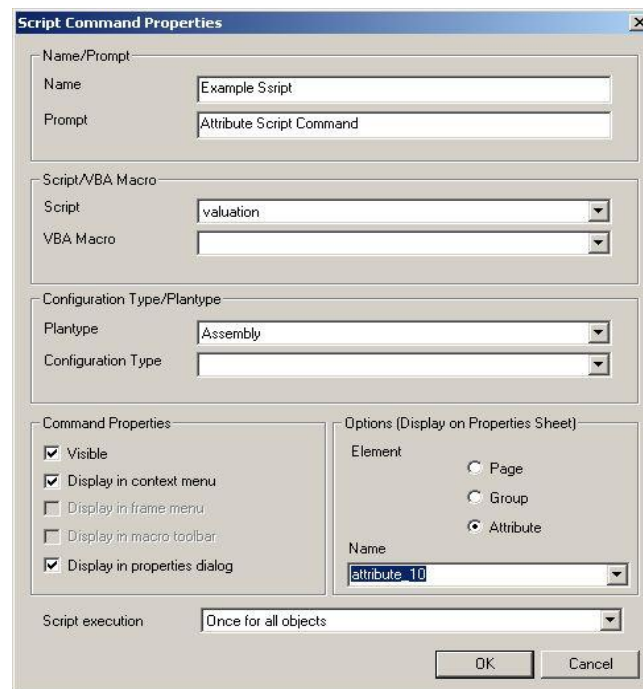 Script Command Properties
Name/Prompt
Name Example Ssript
Prompt Attribute Script Command
Script/VBA Macro
Script valuation
VBA Macro
Configuration Type/Plantype
Plantype Assembly
Configuration Type
Command Properties
Visible
Display in context menu
Display in frame menu
Display in macro toolbar
Display in properties dialog
Options (Display on Properties Sheet)
Element
Page
Group
Attribute
Name
attribute_10
Script execution Once for all objects
OK Cancel